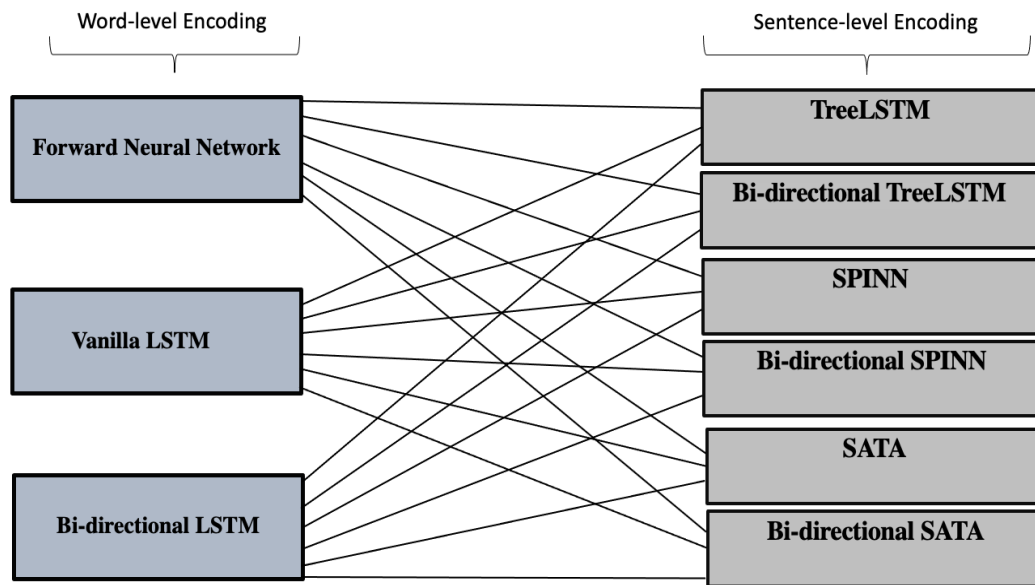 Word-level Encoding
Sentence-level Encoding
Forward Neural Network
Vanilla LSTM
Bi-directional LSTM
TreeLSTM
Bi-directional TreeLSTM
SPINN
Bi-directional SPINN
SATA
Bi-directional SATA